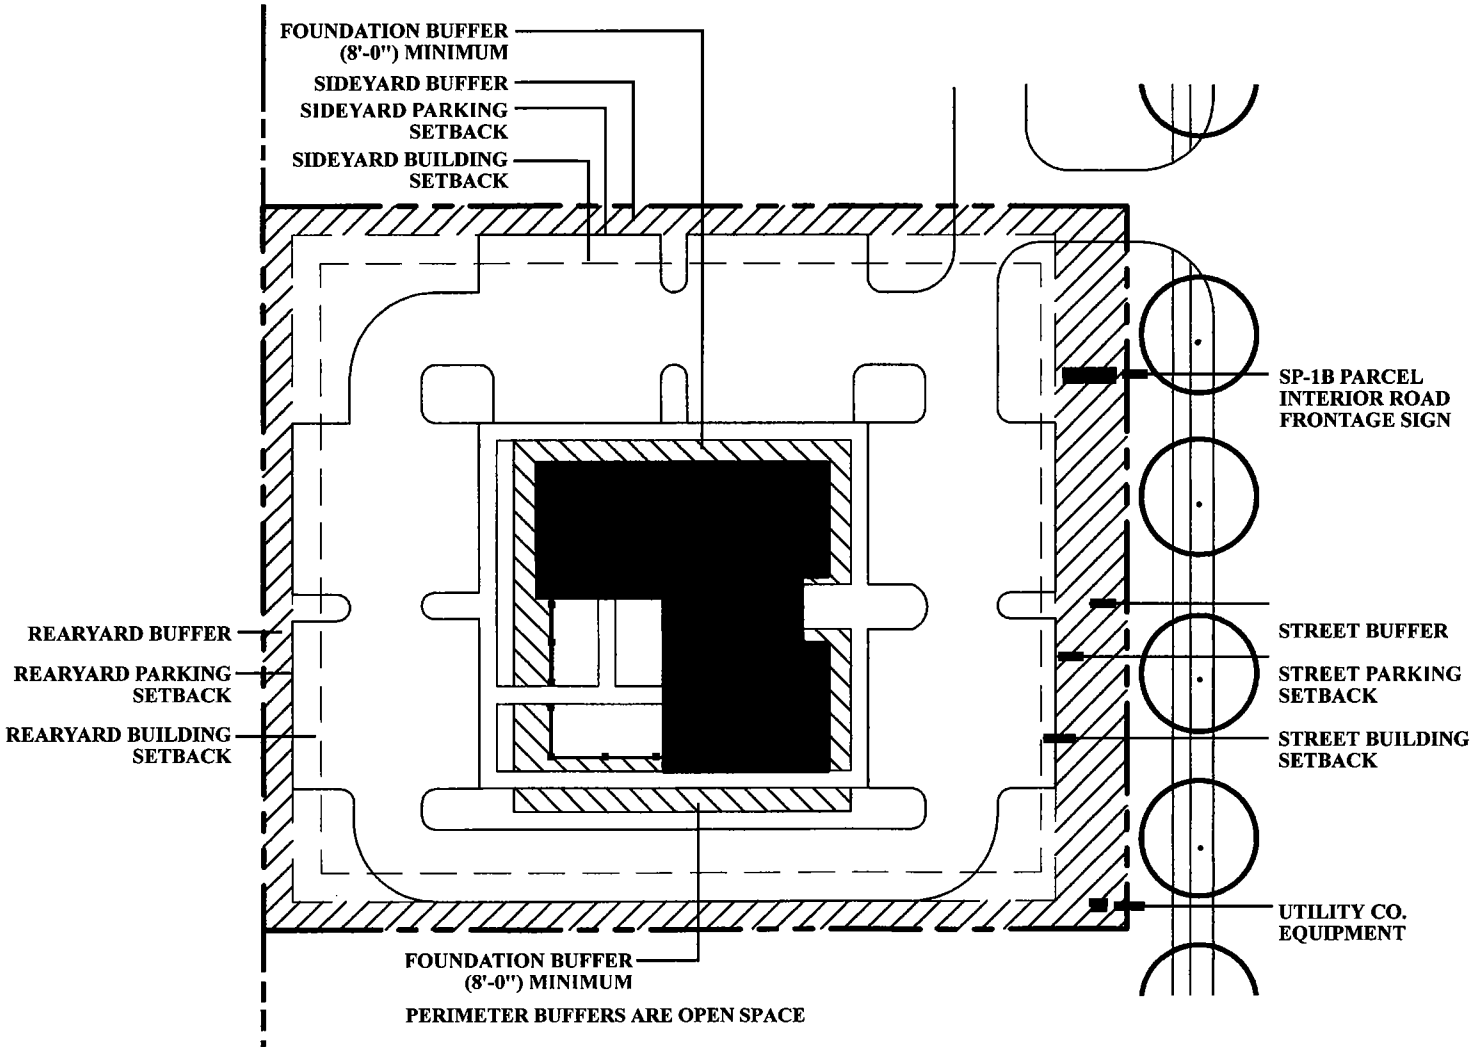 FOUNDATION BUFFER
(8'-0") MINIMUM
SIDEYARD BUFFER
SIDEYARD PARKING
SETBACK
SIDEYARD BUILDING
SETBACK
SP-1B PARCEL
INTERIOR ROAD
FRONTAGE SIGN
REARYARD BUFFER
REARYARD PARKING
SETBACK
REARYARD BUILDING
SETBACK
STREET BUFFER
STREET PARKING
SETBACK
STREET BUILDING
SETBACK
UTILITY CO.
EQUIPMENT
FOUNDATION BUFFER
(8'-0") MINIMUM
PERIMETER BUFFERS ARE OPEN SPACE